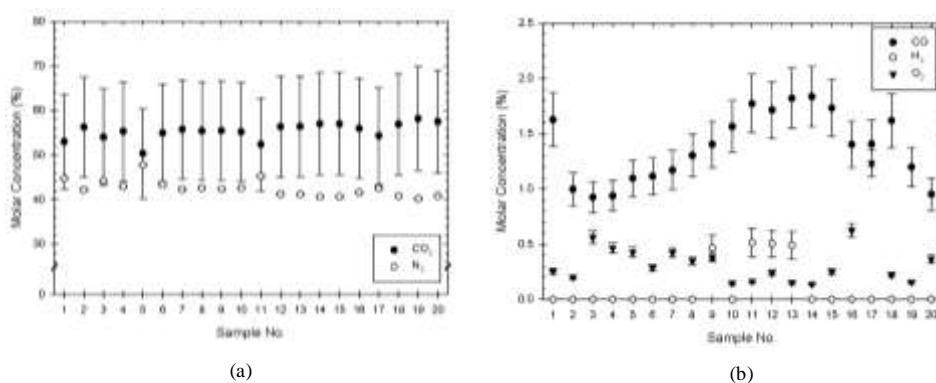 80
70
60
50
40
30
0
Molar Concentration (%)
CO2
N2
1 2 3 4 5 6 7 8 9 10 11 12 13 14 15 16 17 18 19 20
Sample No.
(a)
2.5
2.0
1.5
1.0
0.5
0.0
Molar Concentration (%)
CO
H2
O2
1 2 3 4 5 6 7 8 9 10 11 12 13 14 15 16 17 18 19 20
Sample No.
(b)